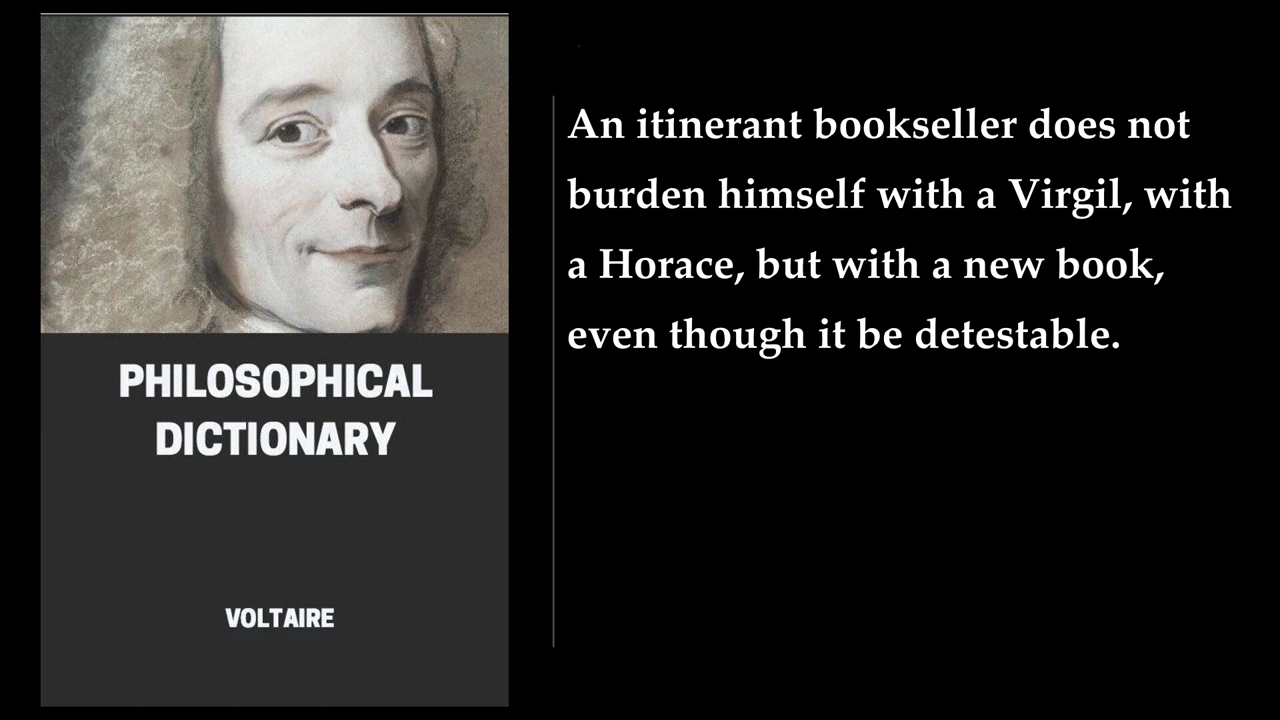 PHILOSOPHICAL
DICTIONARY
VOLTAIRE
An itinerant bookseller does not
burden himself with a Virgil, with
a Horace, but with a new book,
even though it be detestable.